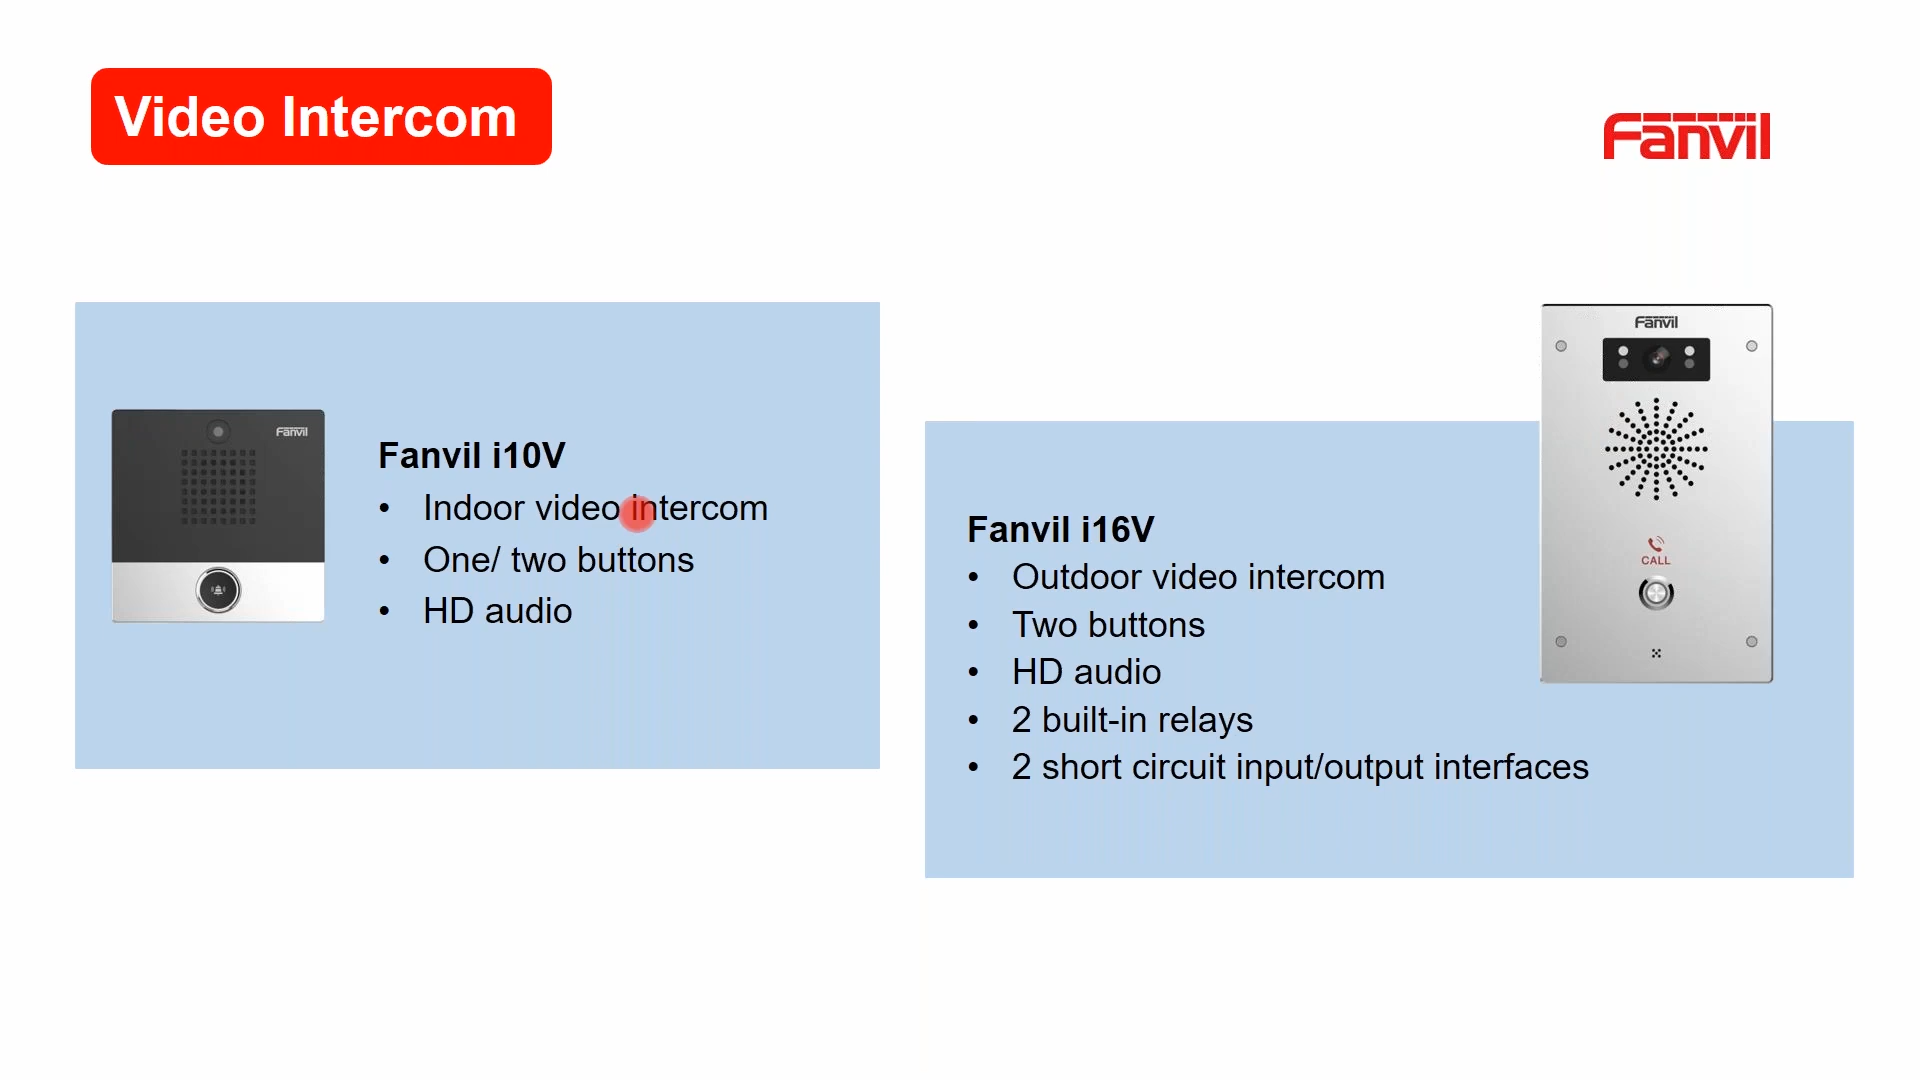 Video Intercom
Fanvil
Fanvil
Fanvil i10V
• Indoor video intercom
• One/ two buttons
• HD audio
Fanvil
CALL
Fanvil i16V
• Outdoor video intercom
• Two buttons
• HD audio
• 2 built-in relays
• 2 short circuit input/output interfaces